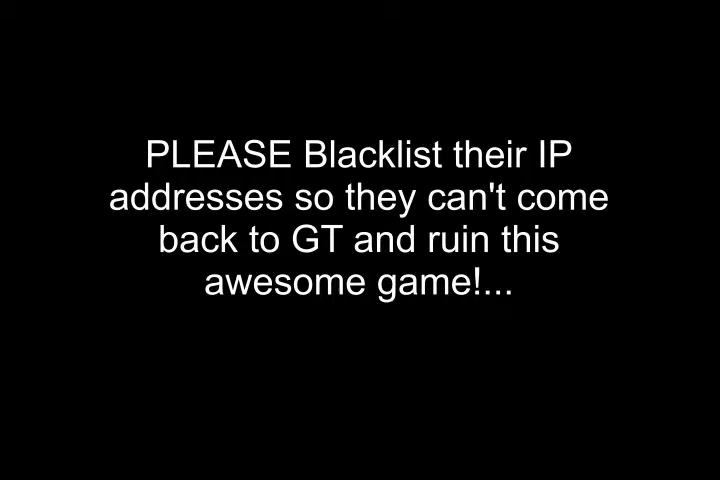 PLEASE Blacklist their IP
addresses so they can't come
back to GT and ruin this
awesome game!...